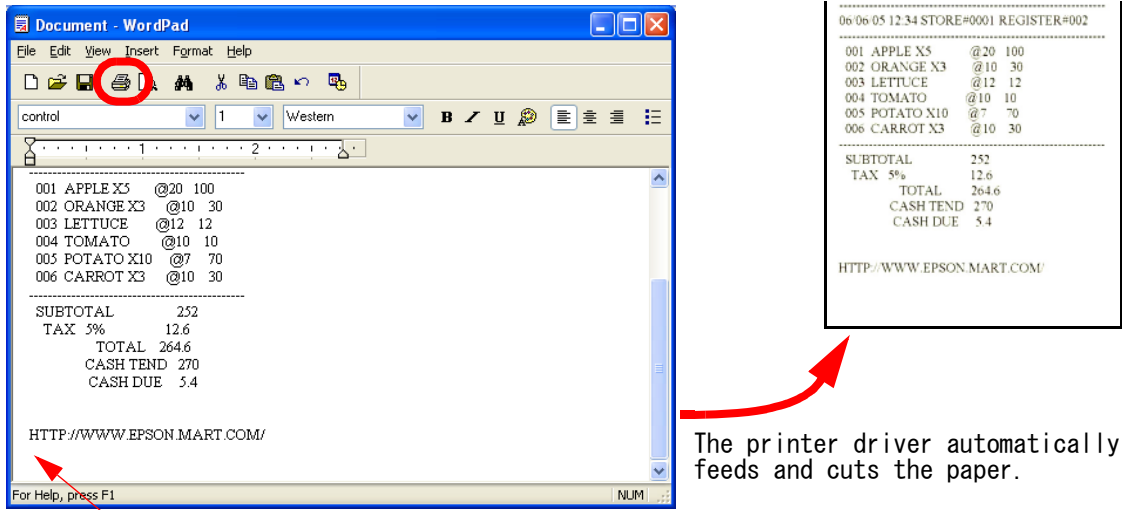 Document - WordPad
File Edit View Insert Format Help
control 1 Western B / U
1 2
------------------------------------------
001 APPLE X5 @20 100
002 ORANGE X3 @10 30
003 LETTUCE @12 12
004 TOMATO @10 10
005 POTATO X10 @7 70
006 CARROT X3 @10 30
------------------------------------------
SUBTOTAL 252
TAX 5% 12.6
TOTAL 264.6
CASH TEND 270
CASH DUE 5.4
HTTP://WWW.EPSON.MART.COM/
For Help, press F1 NUM
------------------------------------------
06/06/05 12:34 STORE#0001 REGISTER#002
------------------------------------------
001 APPLE X5 @20 100
002 ORANGE X3 @10 30
003 LETTUCE @12 12
004 TOMATO @10 10
005 POTATO X10 @7 70
006 CARROT X3 @10 30
------------------------------------------
SUBTOTAL 252
TAX 5% 12.6
TOTAL 264.6
CASH TEND 270
CASH DUE 5.4
HTTP://WWW.EPSON.MART.COM/
The printer driver automatically
feeds and cuts the paper.